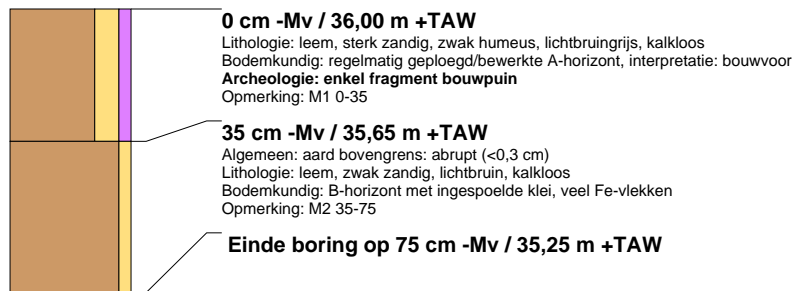 0 cm -Mv / 36,00 m +TAW
Lithologie: leem, sterk zandig, zwak humeus, lichtbruingrijs, kalkloos
Bodemkundig: regelmatig geploegd/bewerkte A-horizont, interpretatie: bouwvoor
Archeologie: enkel fragment bouwpuin
Opmerking: M1 0-35
35 cm -Mv / 35,65 m +TAW
Algemeen: aard bovengrens: abrupt (<0,3 cm)
Lithologie: leem, zwak zandig, lichtbruin, kalkloos
Bodemkundig: B-horizont met ingespoelde klei, veel Fe-vlekken
Opmerking: M2 35-75
Einde boring op 75 cm -Mv / 35,25 m +TAW